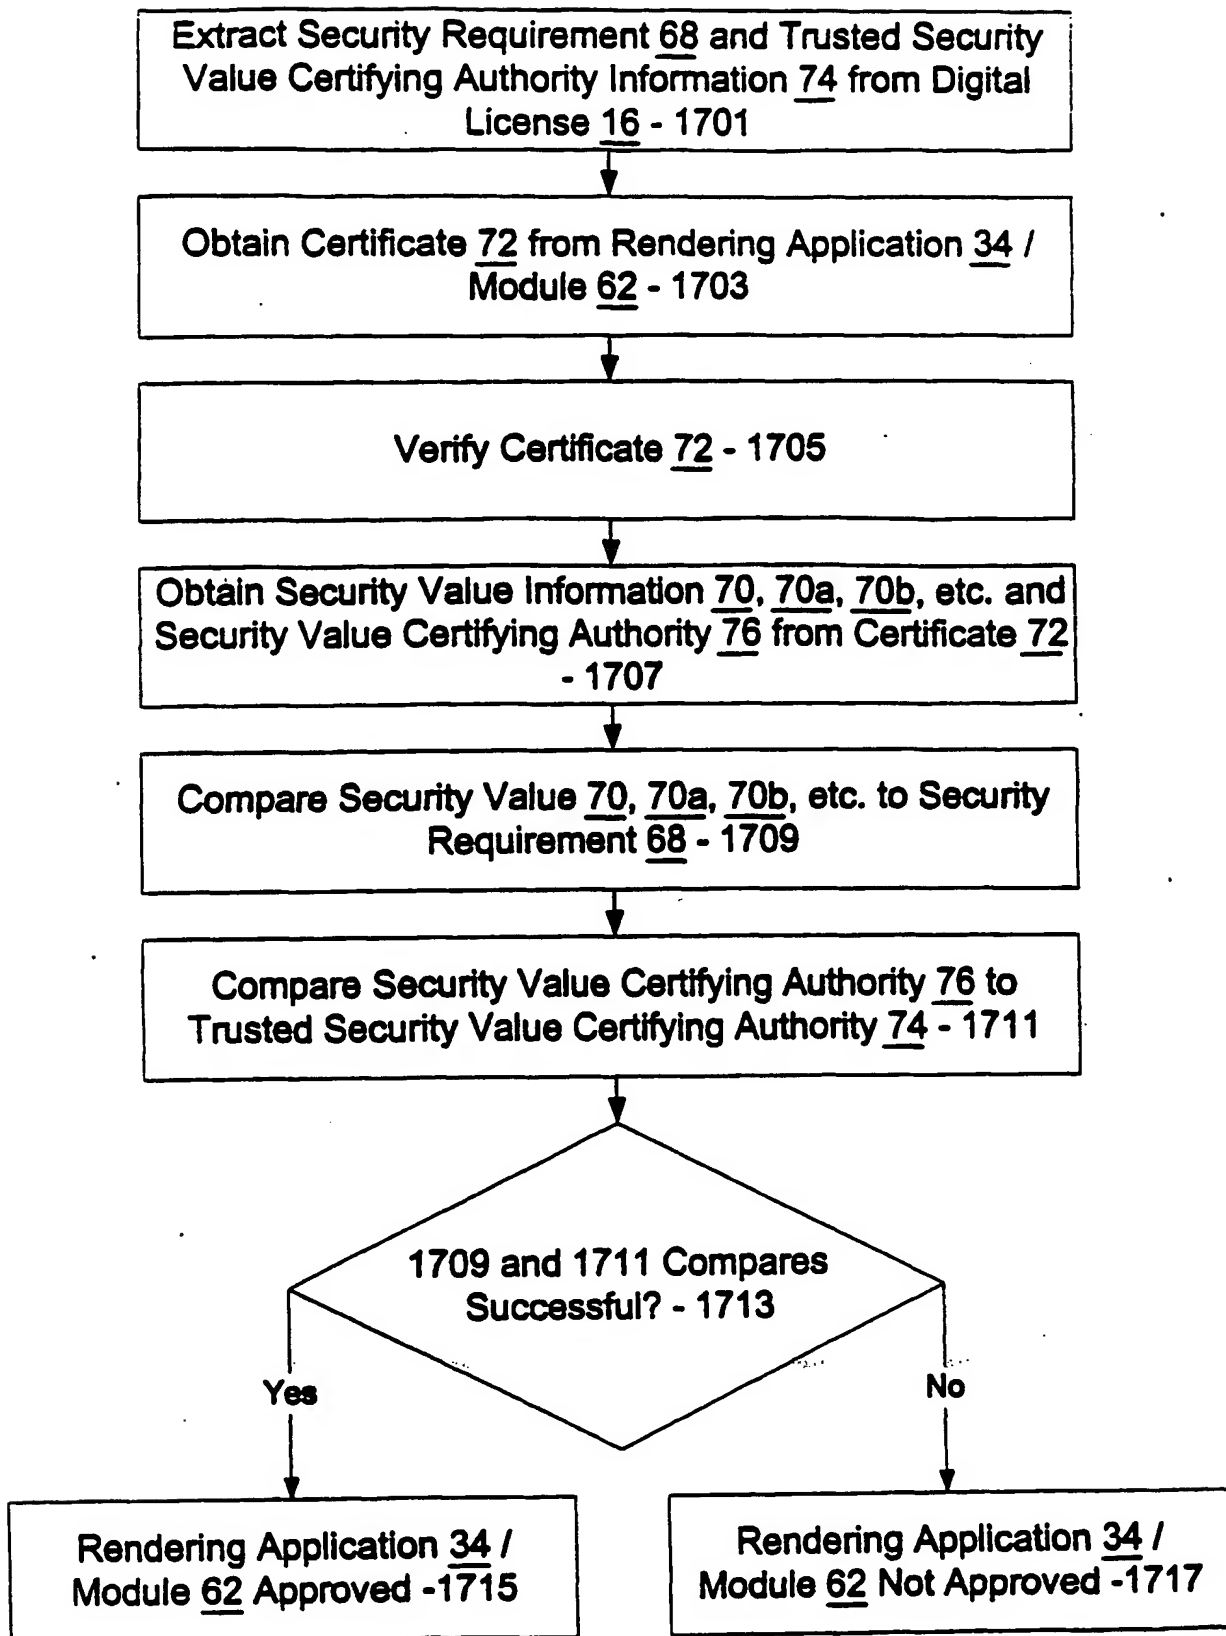 Extract Security Requirement 68 and Trusted Security
Value Certifying Authority Information 74 from Digital
License 16 - 1701
Obtain Certificate 72 from Rendering Application 34 /
Module 62 - 1703
Verify Certificate 72 - 1705
Obtain Security Value Information 70, 70a, 70b, etc. and
Security Value Certifying Authority 76 from Certificate 72
- 1707
Compare Security Value 70, 70a, 70b, etc. to Security
Requirement 68 - 1709
Compare Security Value Certifying Authority 76 to
Trusted Security Value Certifying Authority 74 - 1711
1709 and 1711 Compares
Successful? - 1713
Yes
No
Rendering Application 34 /
Module 62 Approved -1715
Rendering Application 34 /
Module 62 Not Approved -1717